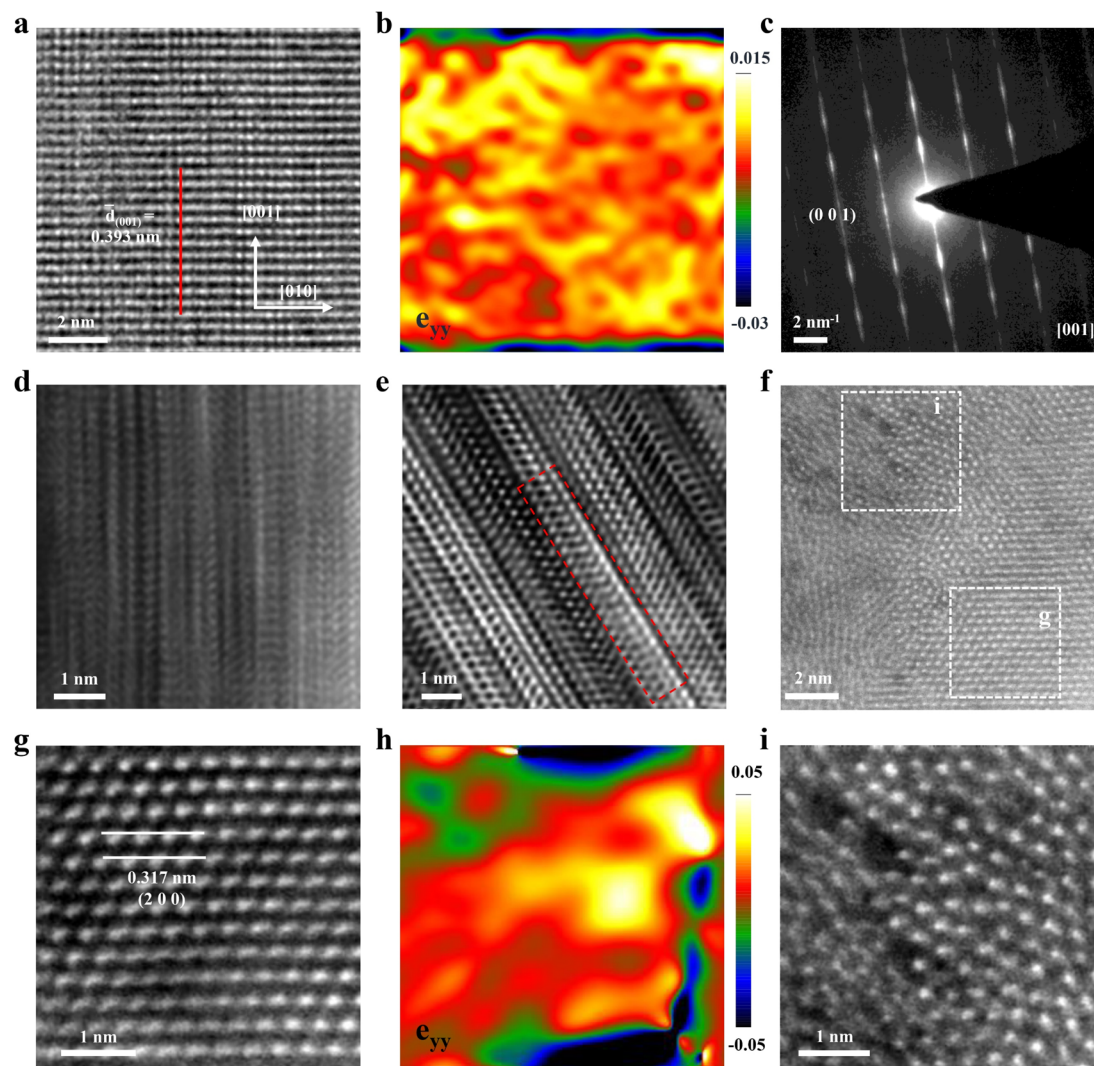 a
d̅(001) =
0.393 nm
[001]
[010]
2 nm
b
eyy
0.015
-0.03
c
(0 0 1)
2 nm-1
[001]
d
1 nm
e
1 nm
f
i
g
2 nm
g
0.317 nm
(2 0 0)
1 nm
h
eyy
0.05
-0.05
i
1 nm